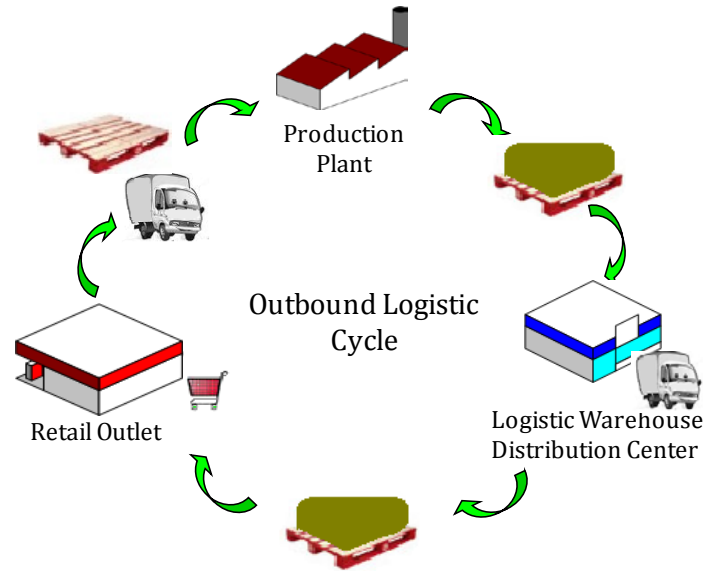 Production
Plant
Outbound Logistic
Cycle
Retail Outlet
Logistic Warehouse
Distribution Center